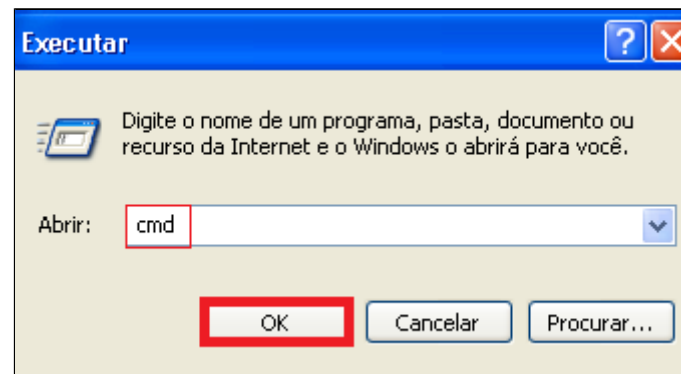 Executar
Digite o nome de um programa, pasta, documento ou
recurso da Internet e o Windows o abrirá para você.
Abrir: cmd
OK Cancelar Procurar...